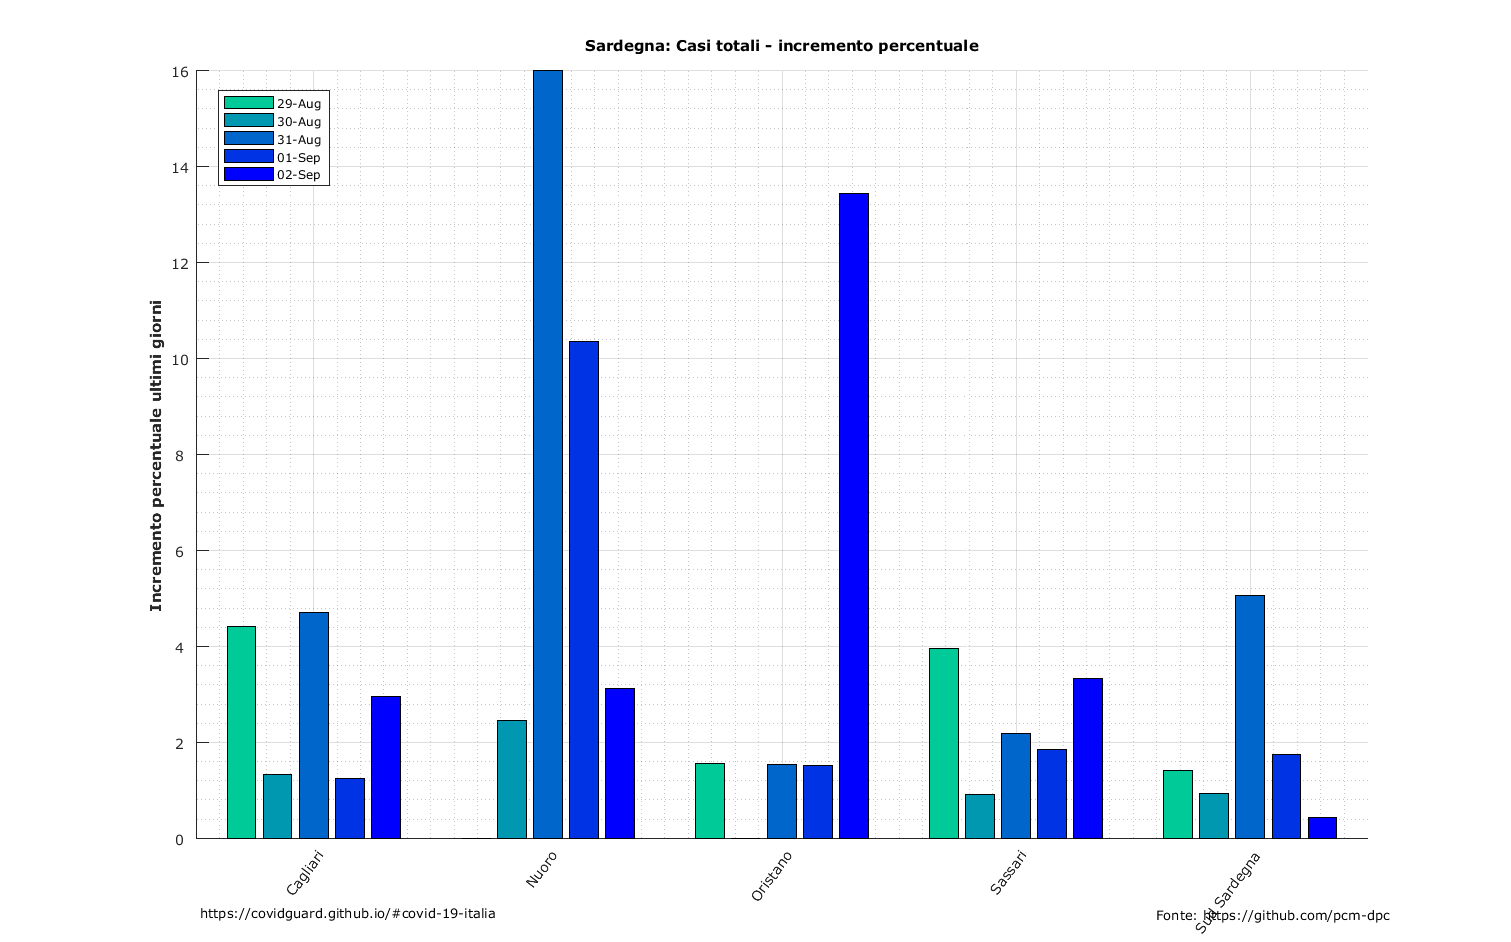 Sardegna: Casi totali - incremento percentuale
16
14
12
10
8
6
4
2
0
Incremento percentuale ultimi giorni
29-Aug
30-Aug
31-Aug
01-Sep
02-Sep
Cagliari
Nuoro
Oristano
Sassari
Sud Sardegna
https://covidguard.github.io/#covid-19-italia
Fonte: https://github.com/pcm-dpc